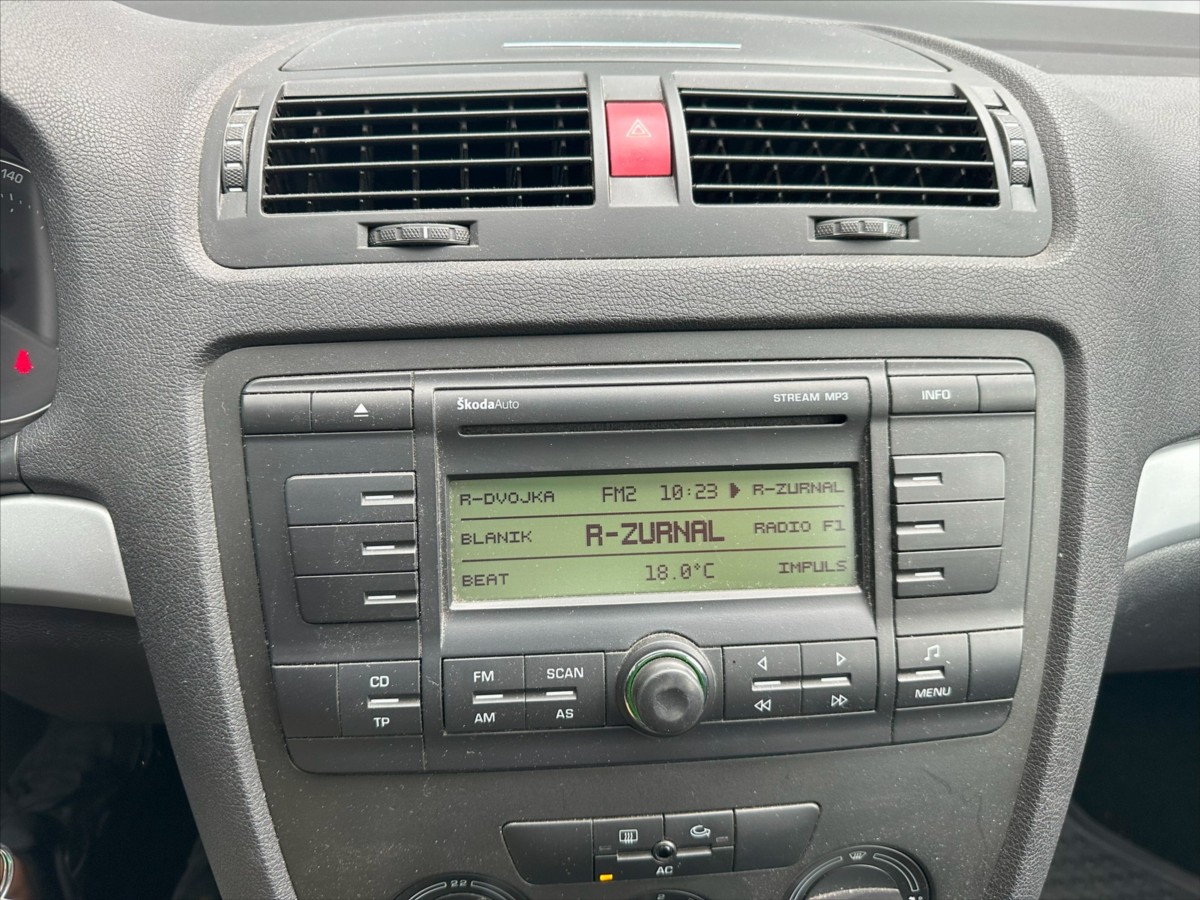 140
ŠkodaAuto STREAM MP3 INFO
R-DVOJKA FM2 10:23 R-ZURNAL
BLANIK R-ZURNAL RADIO F1
BEAT 18.0°C IMPULS
CD FM SCAN
TP AM AS MENU
AC
22